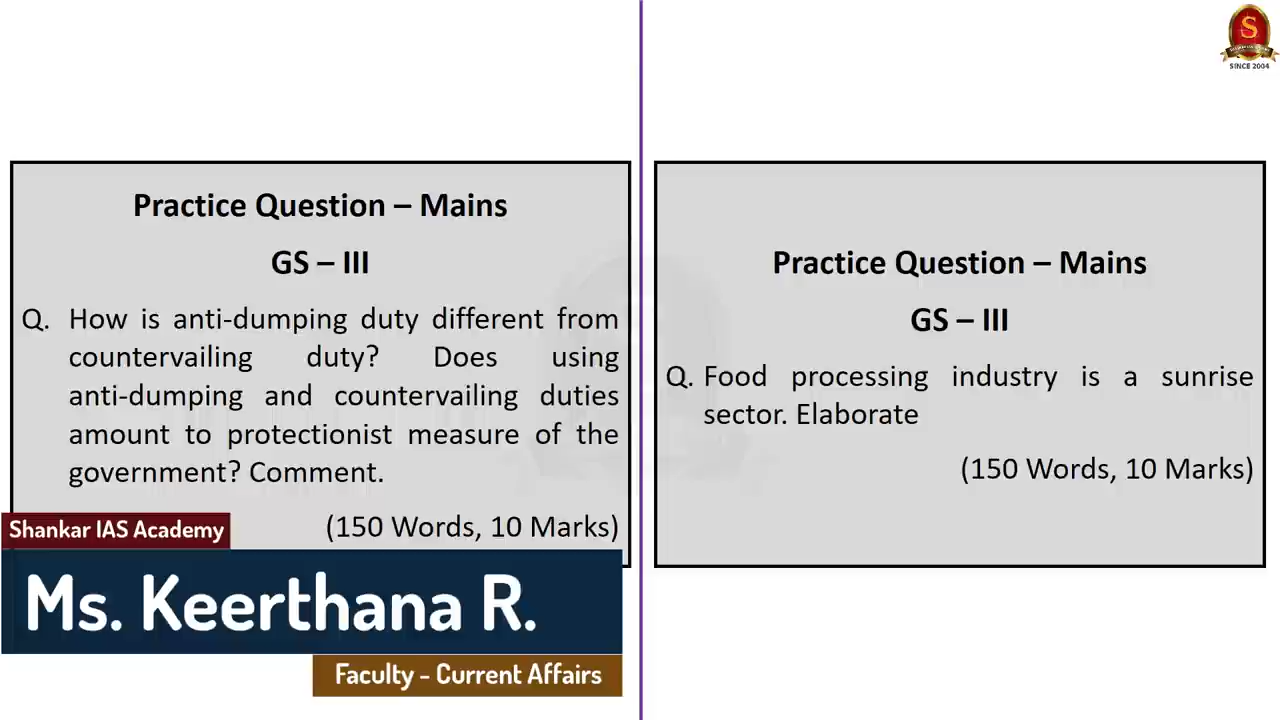 SINCE 2004
Practice Question – Mains
GS – III
Q. How is anti-dumping duty different from
countervailing duty? Does using
anti-dumping and countervailing duties
amount to protectionist measure of the
government? Comment.
(150 Words, 10 Marks)
Shankar IAS Academy
Ms. Keerthana R.
Faculty - Current Affairs
Practice Question – Mains
GS – III
Q. Food processing industry is a sunrise
sector. Elaborate
(150 Words, 10 Marks)